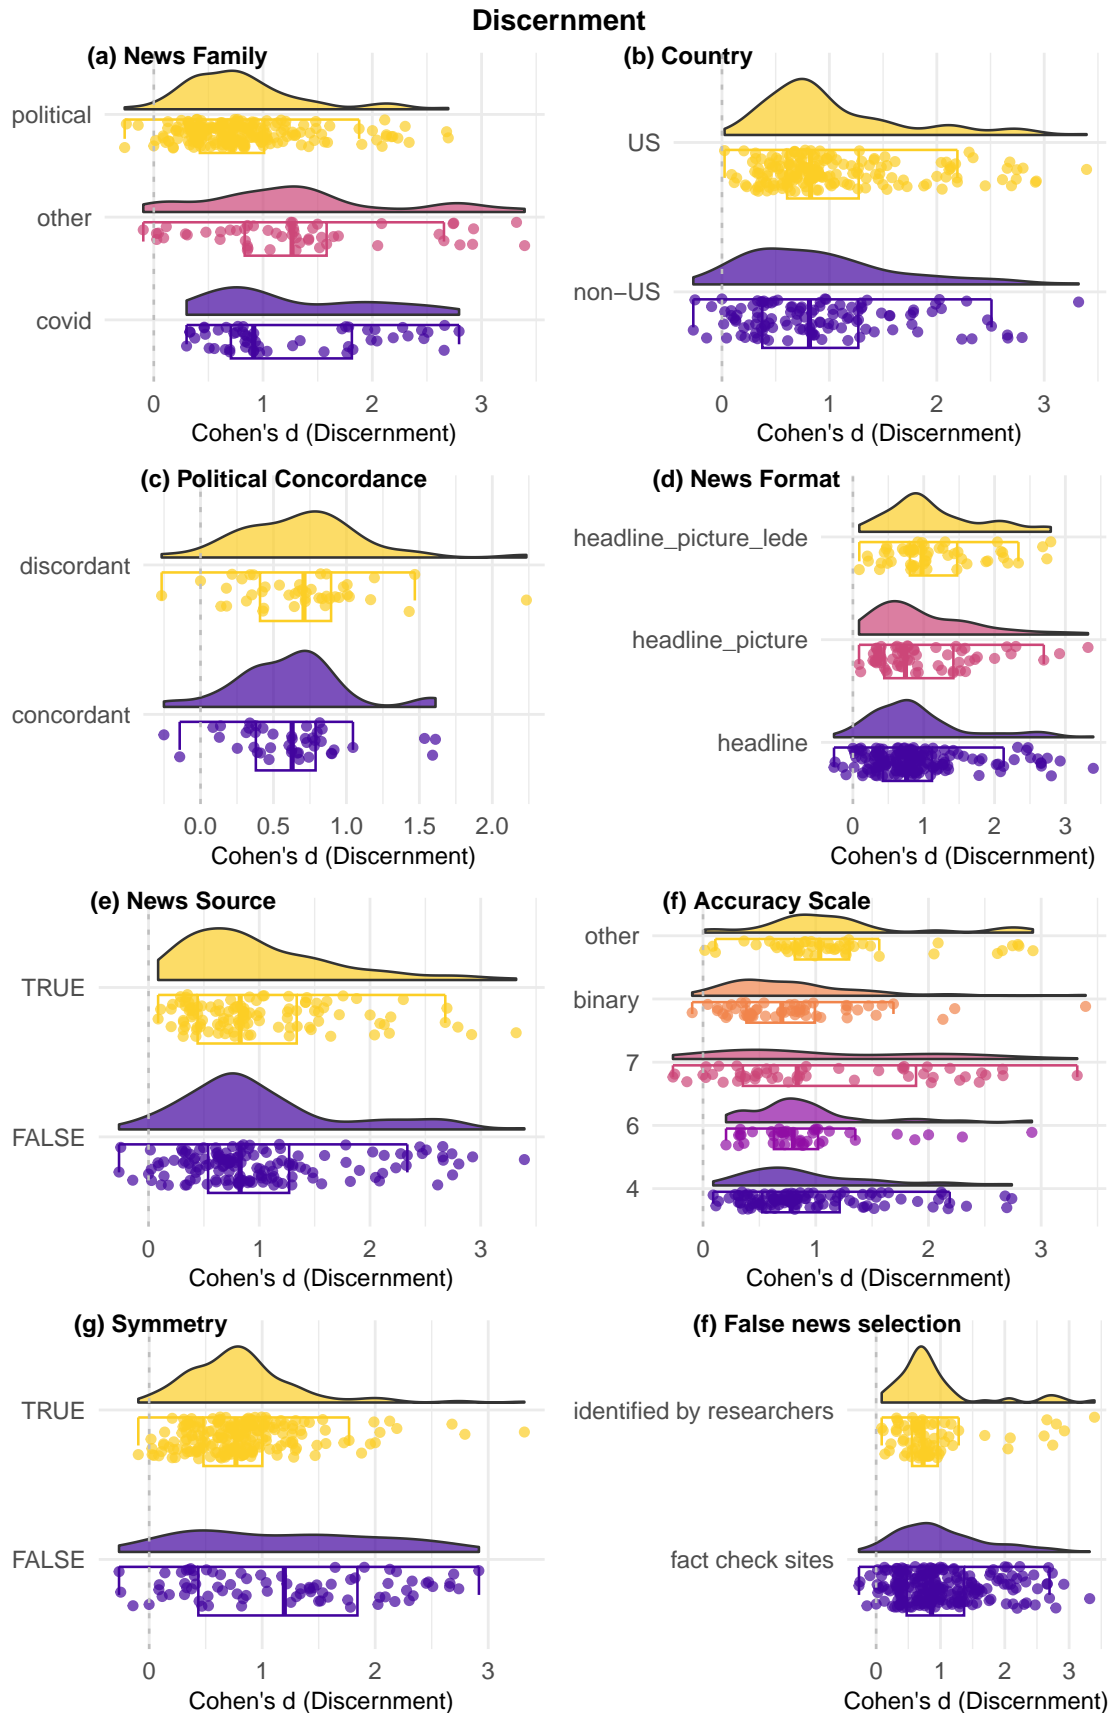 Discernment
(a) News Family
political
other
covid
0 1 2 3
Cohen's d (Discernment)
(b) Country
US
non−US
0 1 2 3
Cohen's d (Discernment)
(c) Political Concordance
discordant
concordant
0.0 0.5 1.0 1.5 2.0
Cohen's d (Discernment)
(d) News Format
headline_picture_lede
headline_picture
headline
0 1 2 3
Cohen's d (Discernment)
(e) News Source
TRUE
FALSE
0 1 2 3
Cohen's d (Discernment)
(f) Accuracy Scale
other
binary
7
6
4
0 1 2 3
Cohen's d (Discernment)
(g) Symmetry
TRUE
FALSE
0 1 2 3
Cohen's d (Discernment)
(f) False news selection
identified by researchers
fact check sites
0 1 2 3
Cohen's d (Discernment)